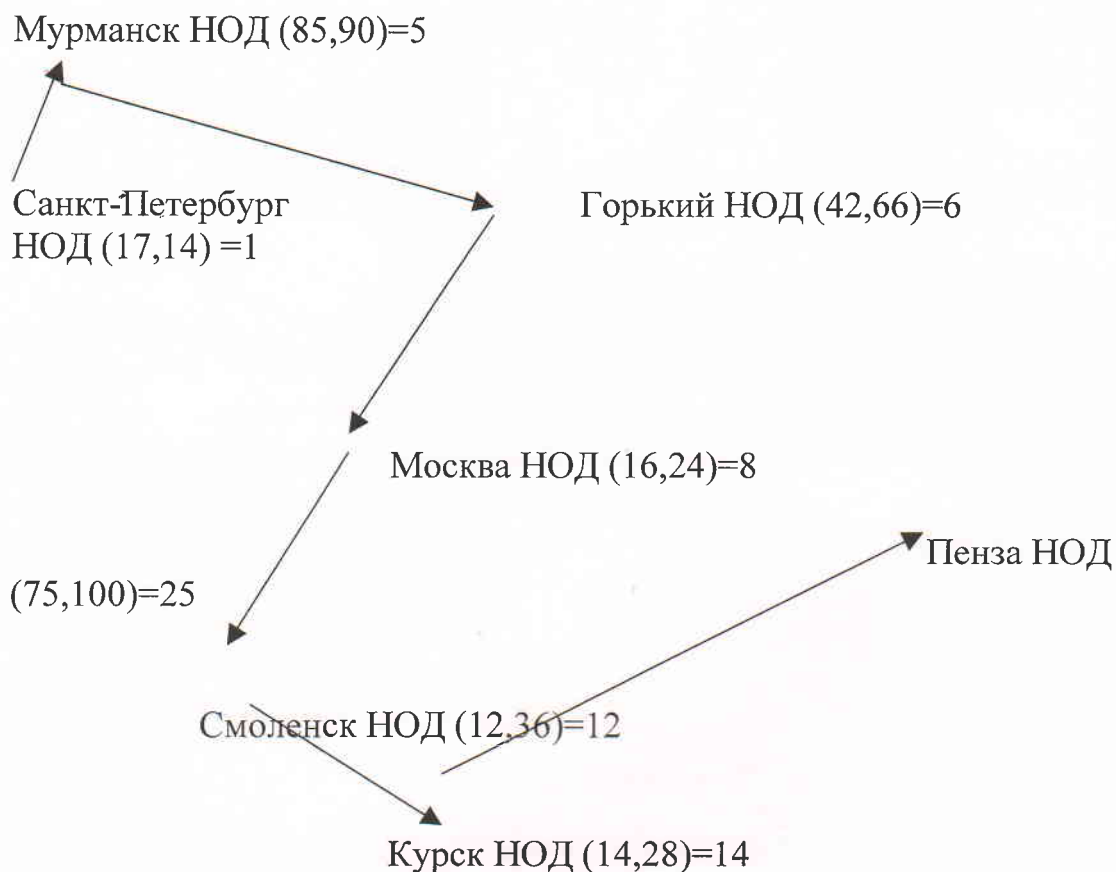 Мурманск НОД (85,90)=5
Санкт-Петербург
НОД (17,14) =1
Горький НОД (42,66)=6
Москва НОД (16,24)=8
Пенза НОД
(75,100)=25
Смоленск НОД (12,36)=12
Курск НОД (14,28)=14